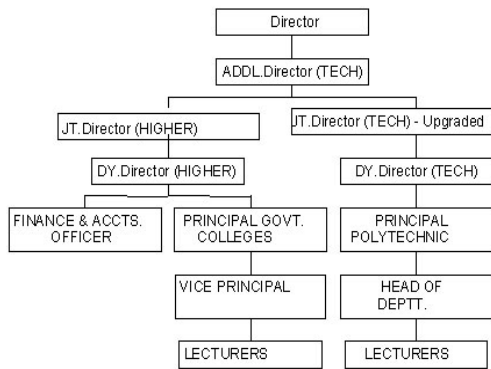 Director
ADDL.Director (TECH)
JT.Director (HIGHER)
JT.Director (TECH) - Upgraded
DY.Director (HIGHER)
DY.Director (TECH)
FINANCE & ACCTS.
OFFICER
PRINCIPAL GOVT.
COLLEGES
PRINCIPAL
POLYTECHNIC
VICE PRINCIPAL
HEAD OF
DEPTT.
LECTURERS
LECTURERS